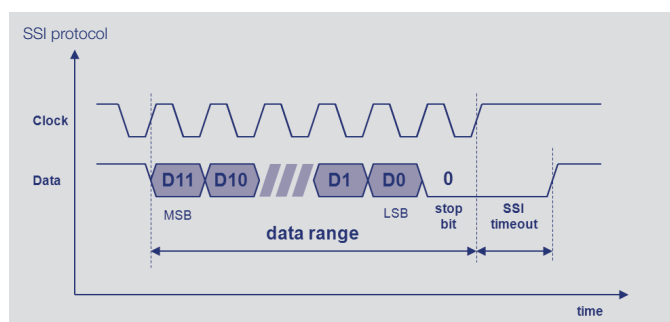 SSI protocol
Clock
Data
D11 D10 D1 D0 0
MSB LSB stop bit SSI timeout
data range
time